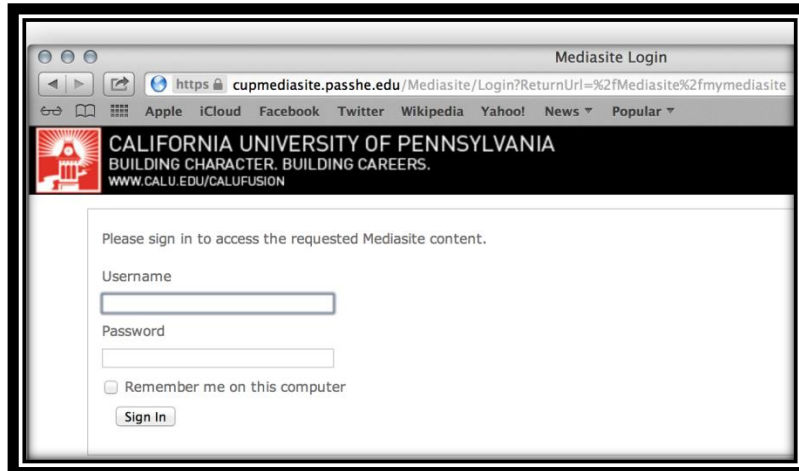 Mediasite Login
https cupmediasite.passhe.edu/Mediasite/Login?ReturnUrl=%2fMediasite%2fmymediasite
Apple iCloud Facebook Twitter Wikipedia Yahoo! News Popular
CALIFORNIA UNIVERSITY OF PENNSYLVANIA
BUILDING CHARACTER. BUILDING CAREERS.
WWW.CALU.EDU/CALUFUSION
Please sign in to access the requested Mediasite content.
Username
Password
Remember me on this computer
Sign In